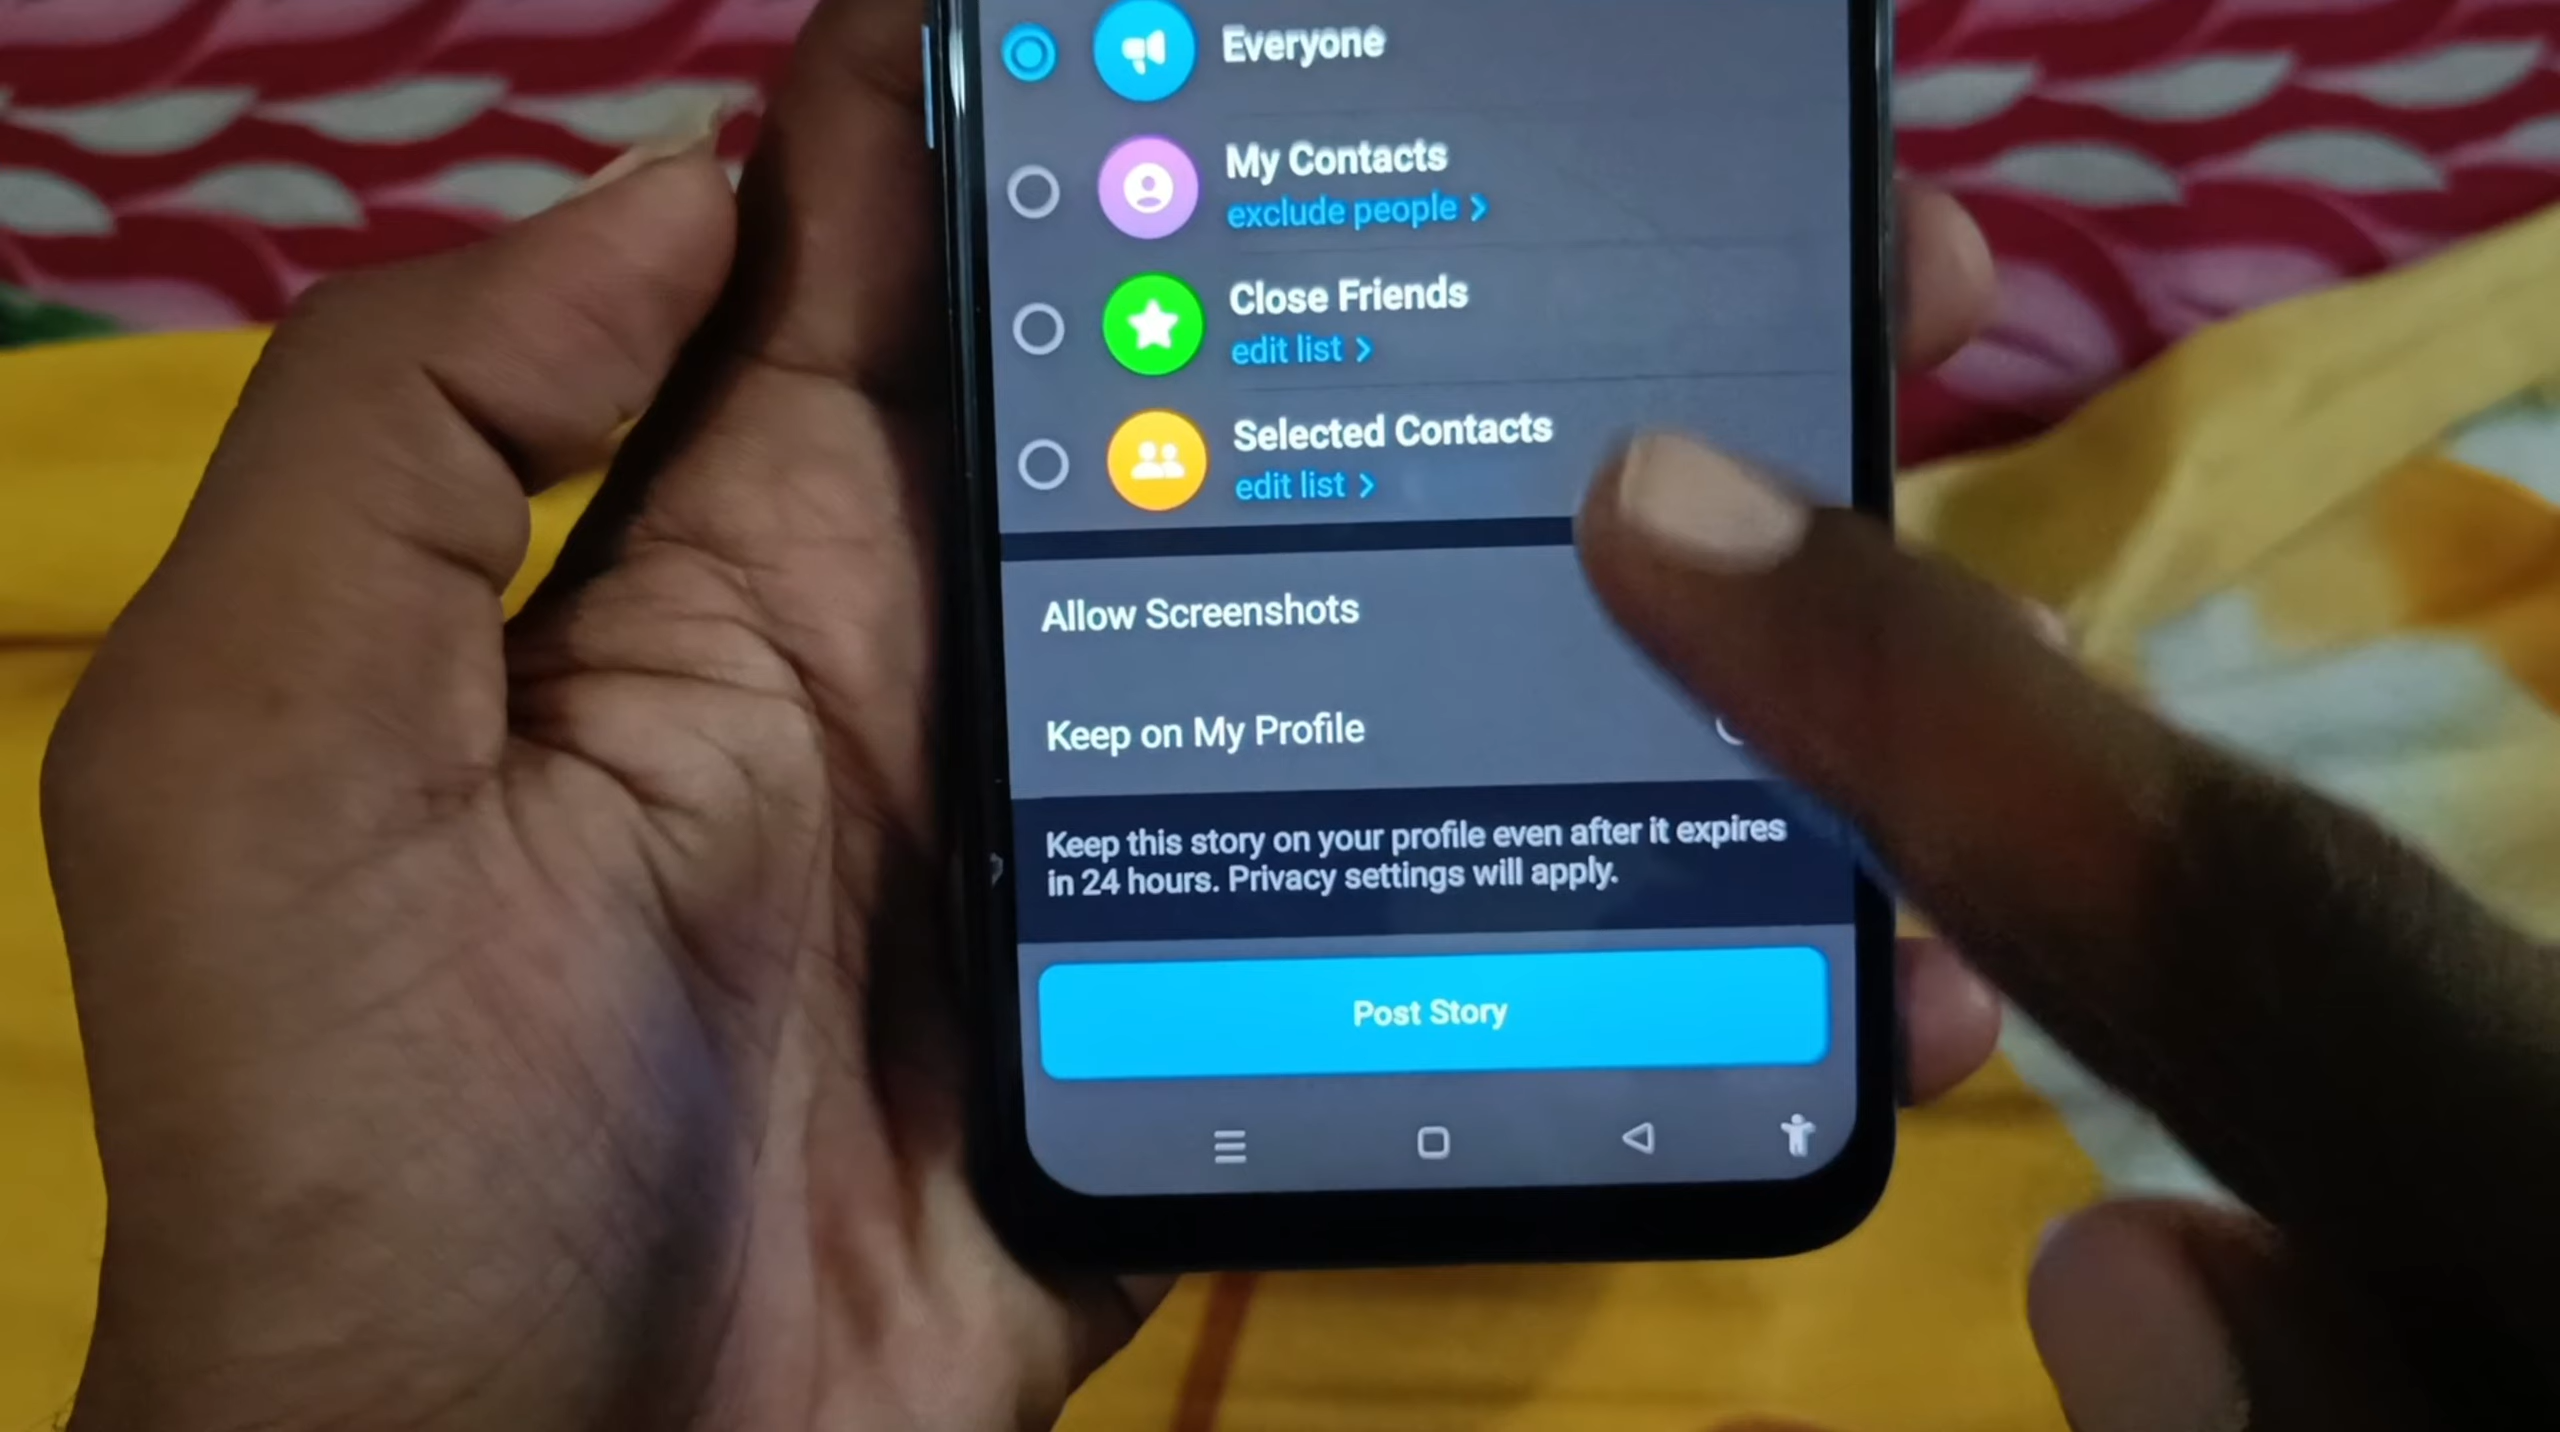 Everyone
My Contacts
exclude people >
Close Friends
edit list >
Selected Contacts
edit list >
Allow Screenshots
Keep on My Profile
Keep this story on your profile even after it expires
in 24 hours. Privacy settings will apply.
Post Story